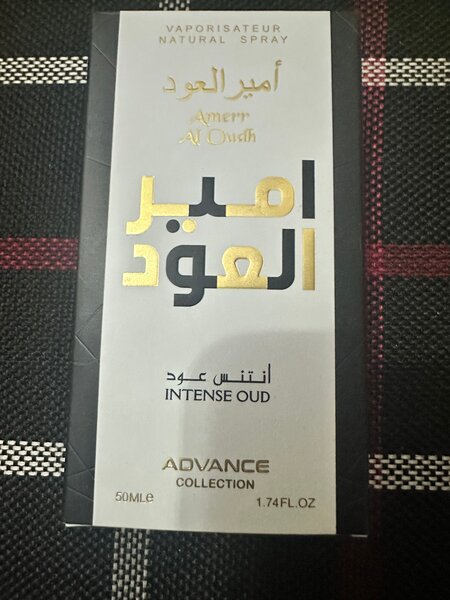 VAPORISATEUR
NATURAL SPRAY
أمير العود
Amerr
Al Oudh
امير
العود
انتنس عود
INTENSE OUD
ADVANCE
COLLECTION
50MLe 1.74FL.OZ